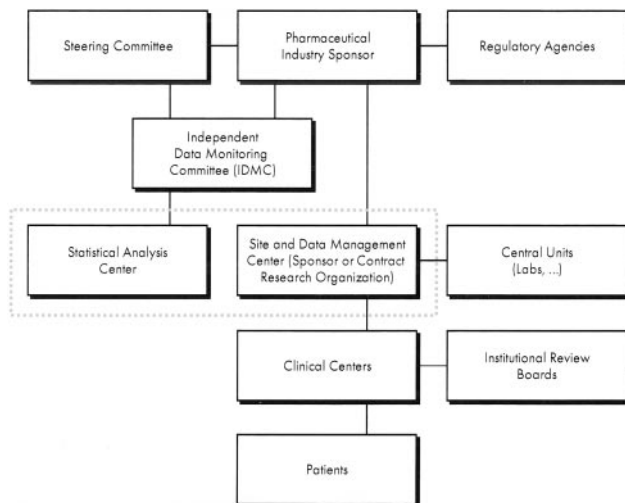 Steering Committee
Pharmaceutical
Industry Sponsor
Regulatory Agencies
Independent
Data Monitoring
Committee (IDMC)
Statistical Analysis
Center
Site and Data Management
Center (Sponsor or Contract
Research Organization)
Central Units
(Labs, ...)
Clinical Centers
Institutional Review
Boards
Patients